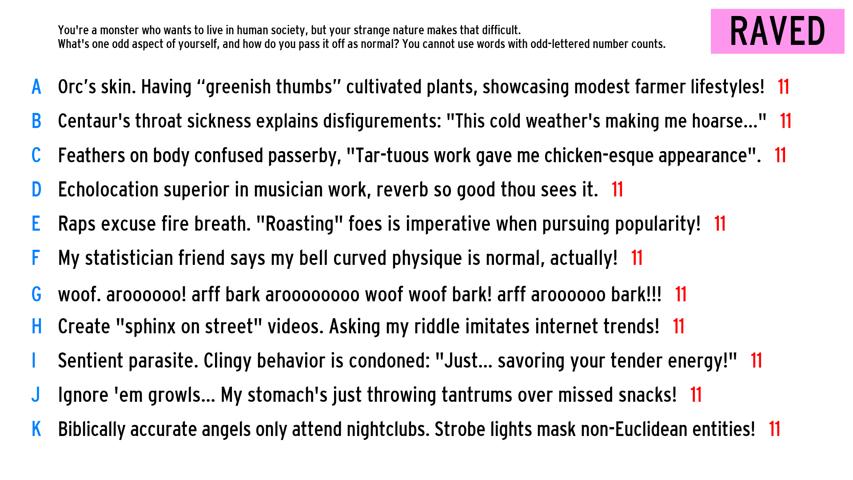 You're a monster who wants to live in human society, but your strange nature makes that difficult.
What's one odd aspect of yourself, and how do you pass it off as normal? You cannot use words with odd-lettered number counts.
RAVED
A Orc's skin. Having “greenish thumbs” cultivated plants, showcasing modest farmer lifestyles! 11
B Centaur's throat sickness explains disfigurements: "This cold weather's making me hoarse..." 11
C Feathers on body confused passerby, "Tar-tuous work gave me chicken-esque appearance". 11
D Echolocation superior in musician work, reverb so good thou sees it. 11
E Raps excuse fire breath. "Roasting" foes is imperative when pursuing popularity! 11
F My statistician friend says my bell curved physique is normal, actually! 11
G woof. aroooooo! arff bark aroooooooo woof woof bark! arff aroooooo bark!!! 11
H Create "sphinx on street" videos. Asking my riddle imitates internet trends! 11
I Sentient parasite. Clingy behavior is condoned: "Just... savoring your tender energy!" 11
J Ignore 'em growls... My stomach's just throwing tantrums over missed snacks! 11
K Biblically accurate angels only attend nightclubs. Strobe lights mask non-Euclidean entities! 11